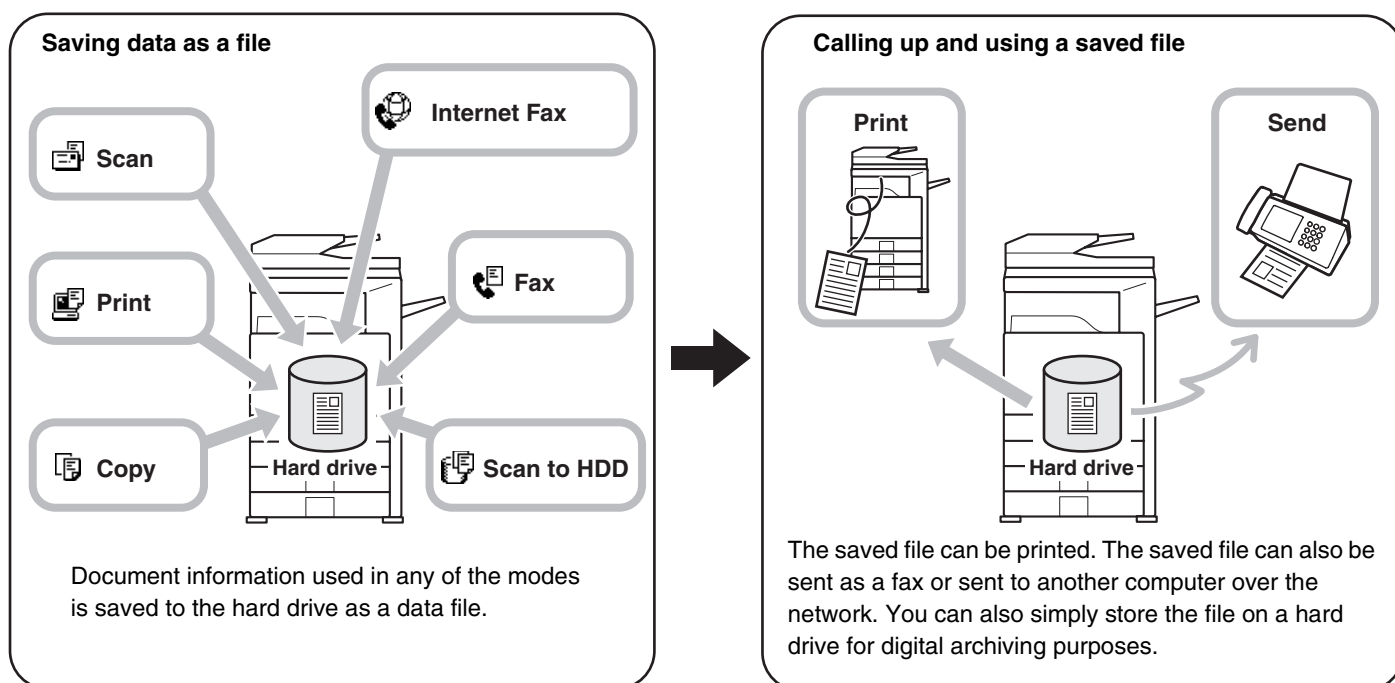 Saving data as a file
Internet Fax
Scan
Fax
Print
Copy
Hard drive
Scan to HDD
Document information used in any of the modes
is saved to the hard drive as a data file.
Calling up and using a saved file
Print
Send
Hard drive
The saved file can be printed. The saved file can also be
sent as a fax or sent to another computer over the
network. You can also simply store the file on a hard
drive for digital archiving purposes.